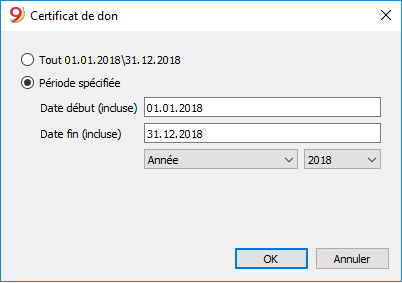 9 Certificat de don
Tout 01.01.2018\31.12.2018
Période spécifiée
Date début (incluse) 01.01.2018
Date fin (incluse) 31.12.2018
Année 2018
OK Annuler